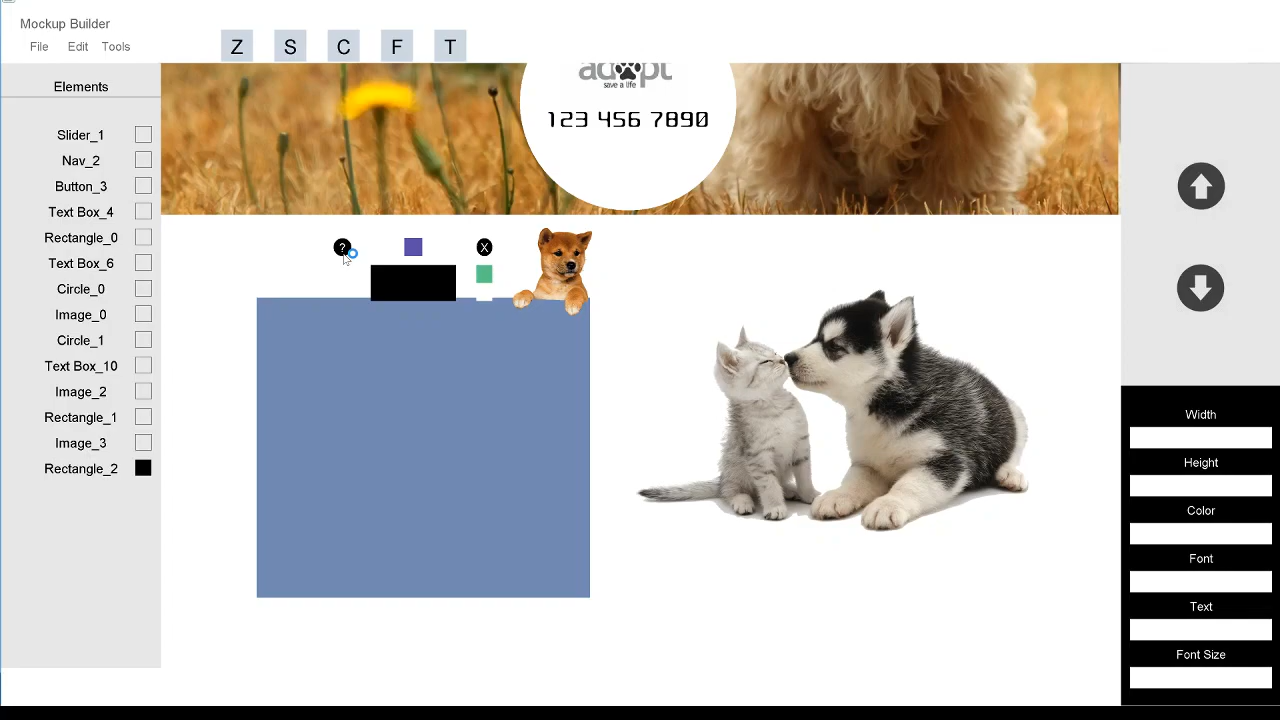 Mockup Builder
File Edit Tools
Z S C F T
Elements
Slider_1
Nav_2
Button_3
Text Box_4
Rectangle_0
Text Box_6
Circle_0
Image_0
Circle_1
Text Box_10
Image_2
Rectangle_1
Image_3
Rectangle_2
adopt
save a life
123 456 7890
? X
Width
Height
Color
Font
Text
Font Size